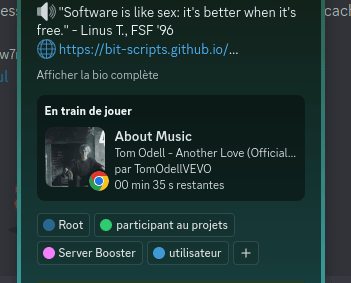 "Software is like sex: it's better when it's
free." - Linus T., FSF '96
https://bit-scripts.github.io/...
Afficher la bio complète
En train de jouer
About Music
Tom Odell - Another Love (Official...
par TomOdellVEVO
00 min 35 s restantes
Root
participant au projets
Server Booster
utilisateur
+